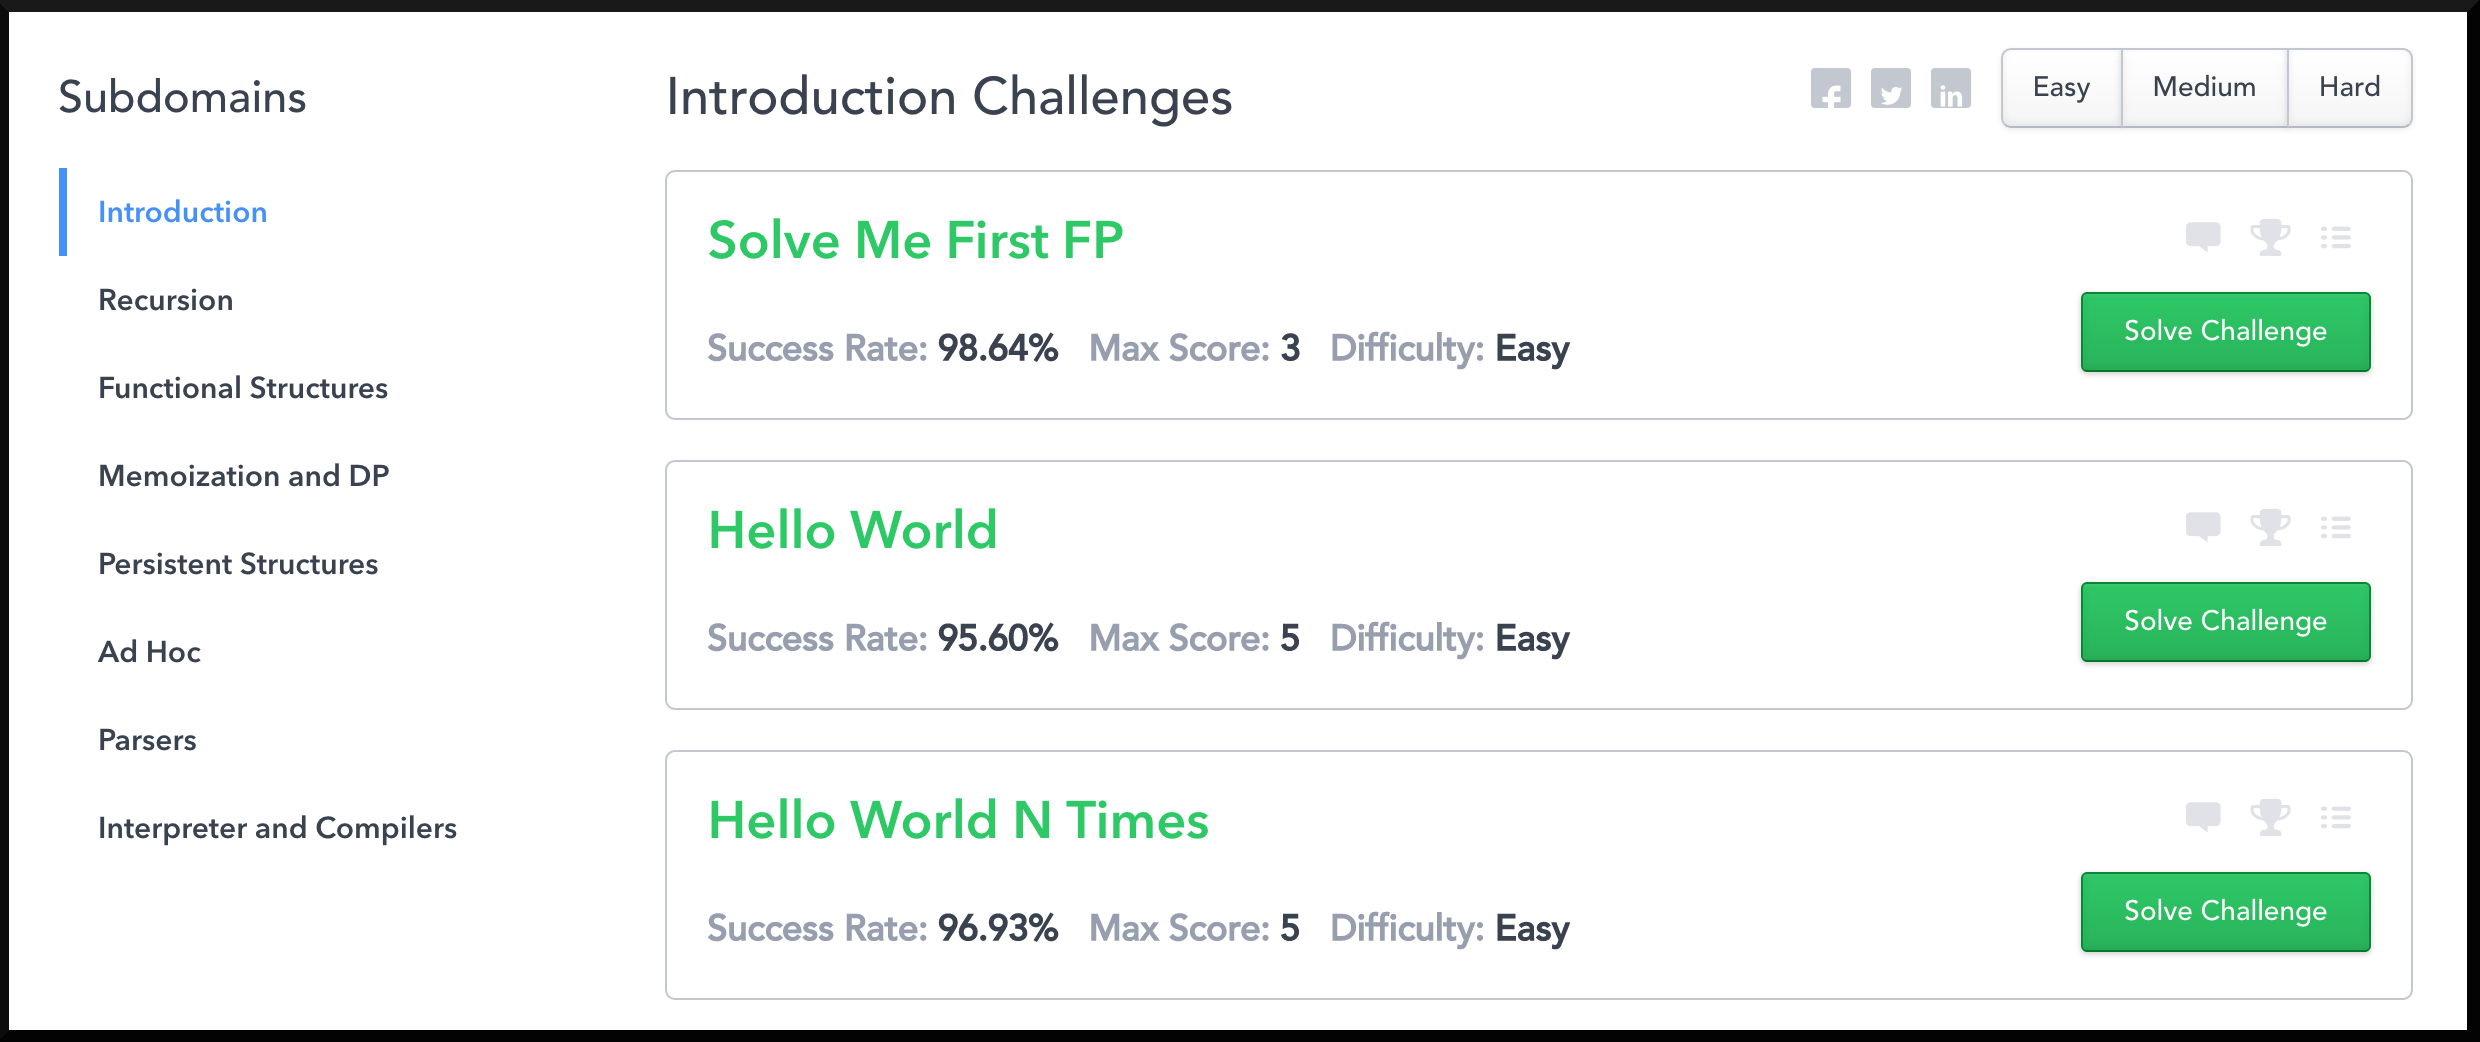 Subdomains
Introduction
Recursion
Functional Structures
Memoization and DP
Persistent Structures
Ad Hoc
Parsers
Interpreter and Compilers
Introduction Challenges
Easy Medium Hard
Solve Me First FP
Success Rate: 98.64% Max Score: 3 Difficulty: Easy
Solve Challenge
Hello World
Success Rate: 95.60% Max Score: 5 Difficulty: Easy
Solve Challenge
Hello World N Times
Success Rate: 96.93% Max Score: 5 Difficulty: Easy
Solve Challenge